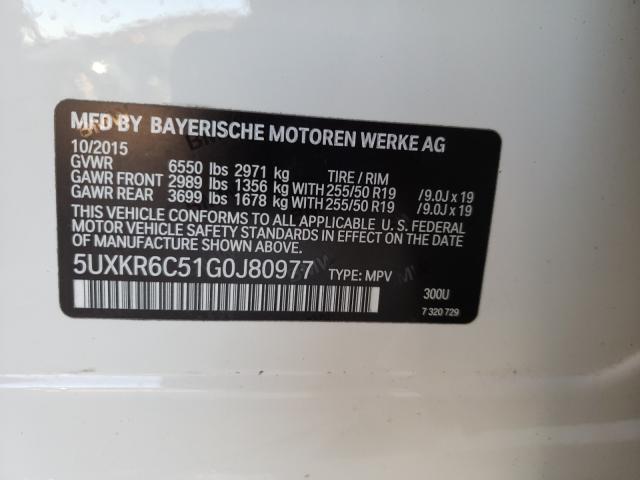 MFD BY BAYERISCHE MOTOREN WERKE AG
10/2015
GVWR 6550 lbs 2971 kg TIRE / RIM
GAWR FRONT 2989 lbs 1356 kg WITH 255/50 R19 /9.0J x 19
GAWR REAR 3699 lbs 1678 kg WITH 255/50 R19 /9.0J x 19
THIS VEHICLE CONFORMS TO ALL APPLICABLE U. S. FEDERAL
MOTOR VEHICLE SAFETY STANDARDS IN EFFECT ON THE DATE
OF MANUFACTURE SHOWN ABOVE.
5UXKR6C51G0J80977 TYPE: MPV
300U
7 320 729